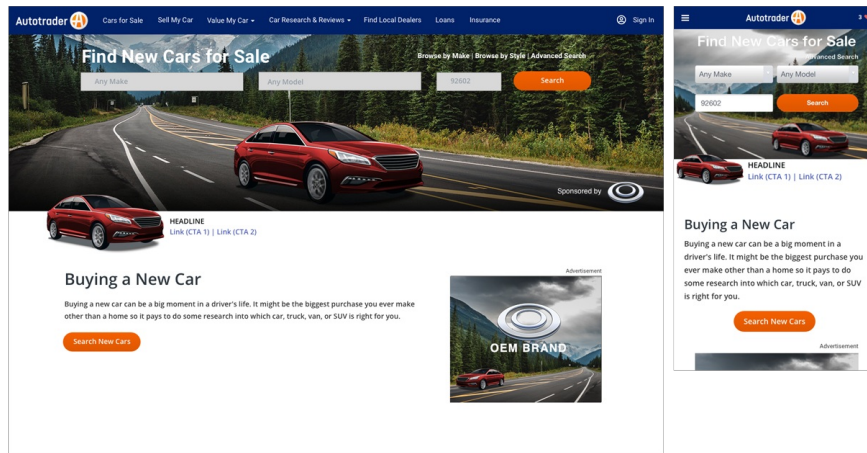 Autotrader
Cars for Sale
Sell My Car
Value My Car
Car Research & Reviews
Find Local Dealers
Loans
Insurance
Sign In
Find New Cars for Sale
Browse by Make | Browse by Style | Advanced Search
Any Make
Any Model
92602
Search
Sponsored by
HEADLINE
Link (CTA 1) | Link (CTA 2)
Buying a New Car
Buying a new car can be a big moment in a driver's life. It might be the biggest purchase you ever make
other than a home so it pays to do some research into which car, truck, van, or SUV is right for you.
Search New Cars
Advertisement
OEM BRAND
Autotrader
3
Find New Cars for Sale
Advanced Search
Any Make
Any Model
92602
Search
HEADLINE
Link (CTA 1) | Link (CTA 2)
Buying a New Car
Buying a new car can be a big moment in a
driver's life. It might be the biggest purchase you
ever make other than a home so it pays to do
some research into which car, truck, van, or SUV
is right for you.
Search New Cars
Advertisement